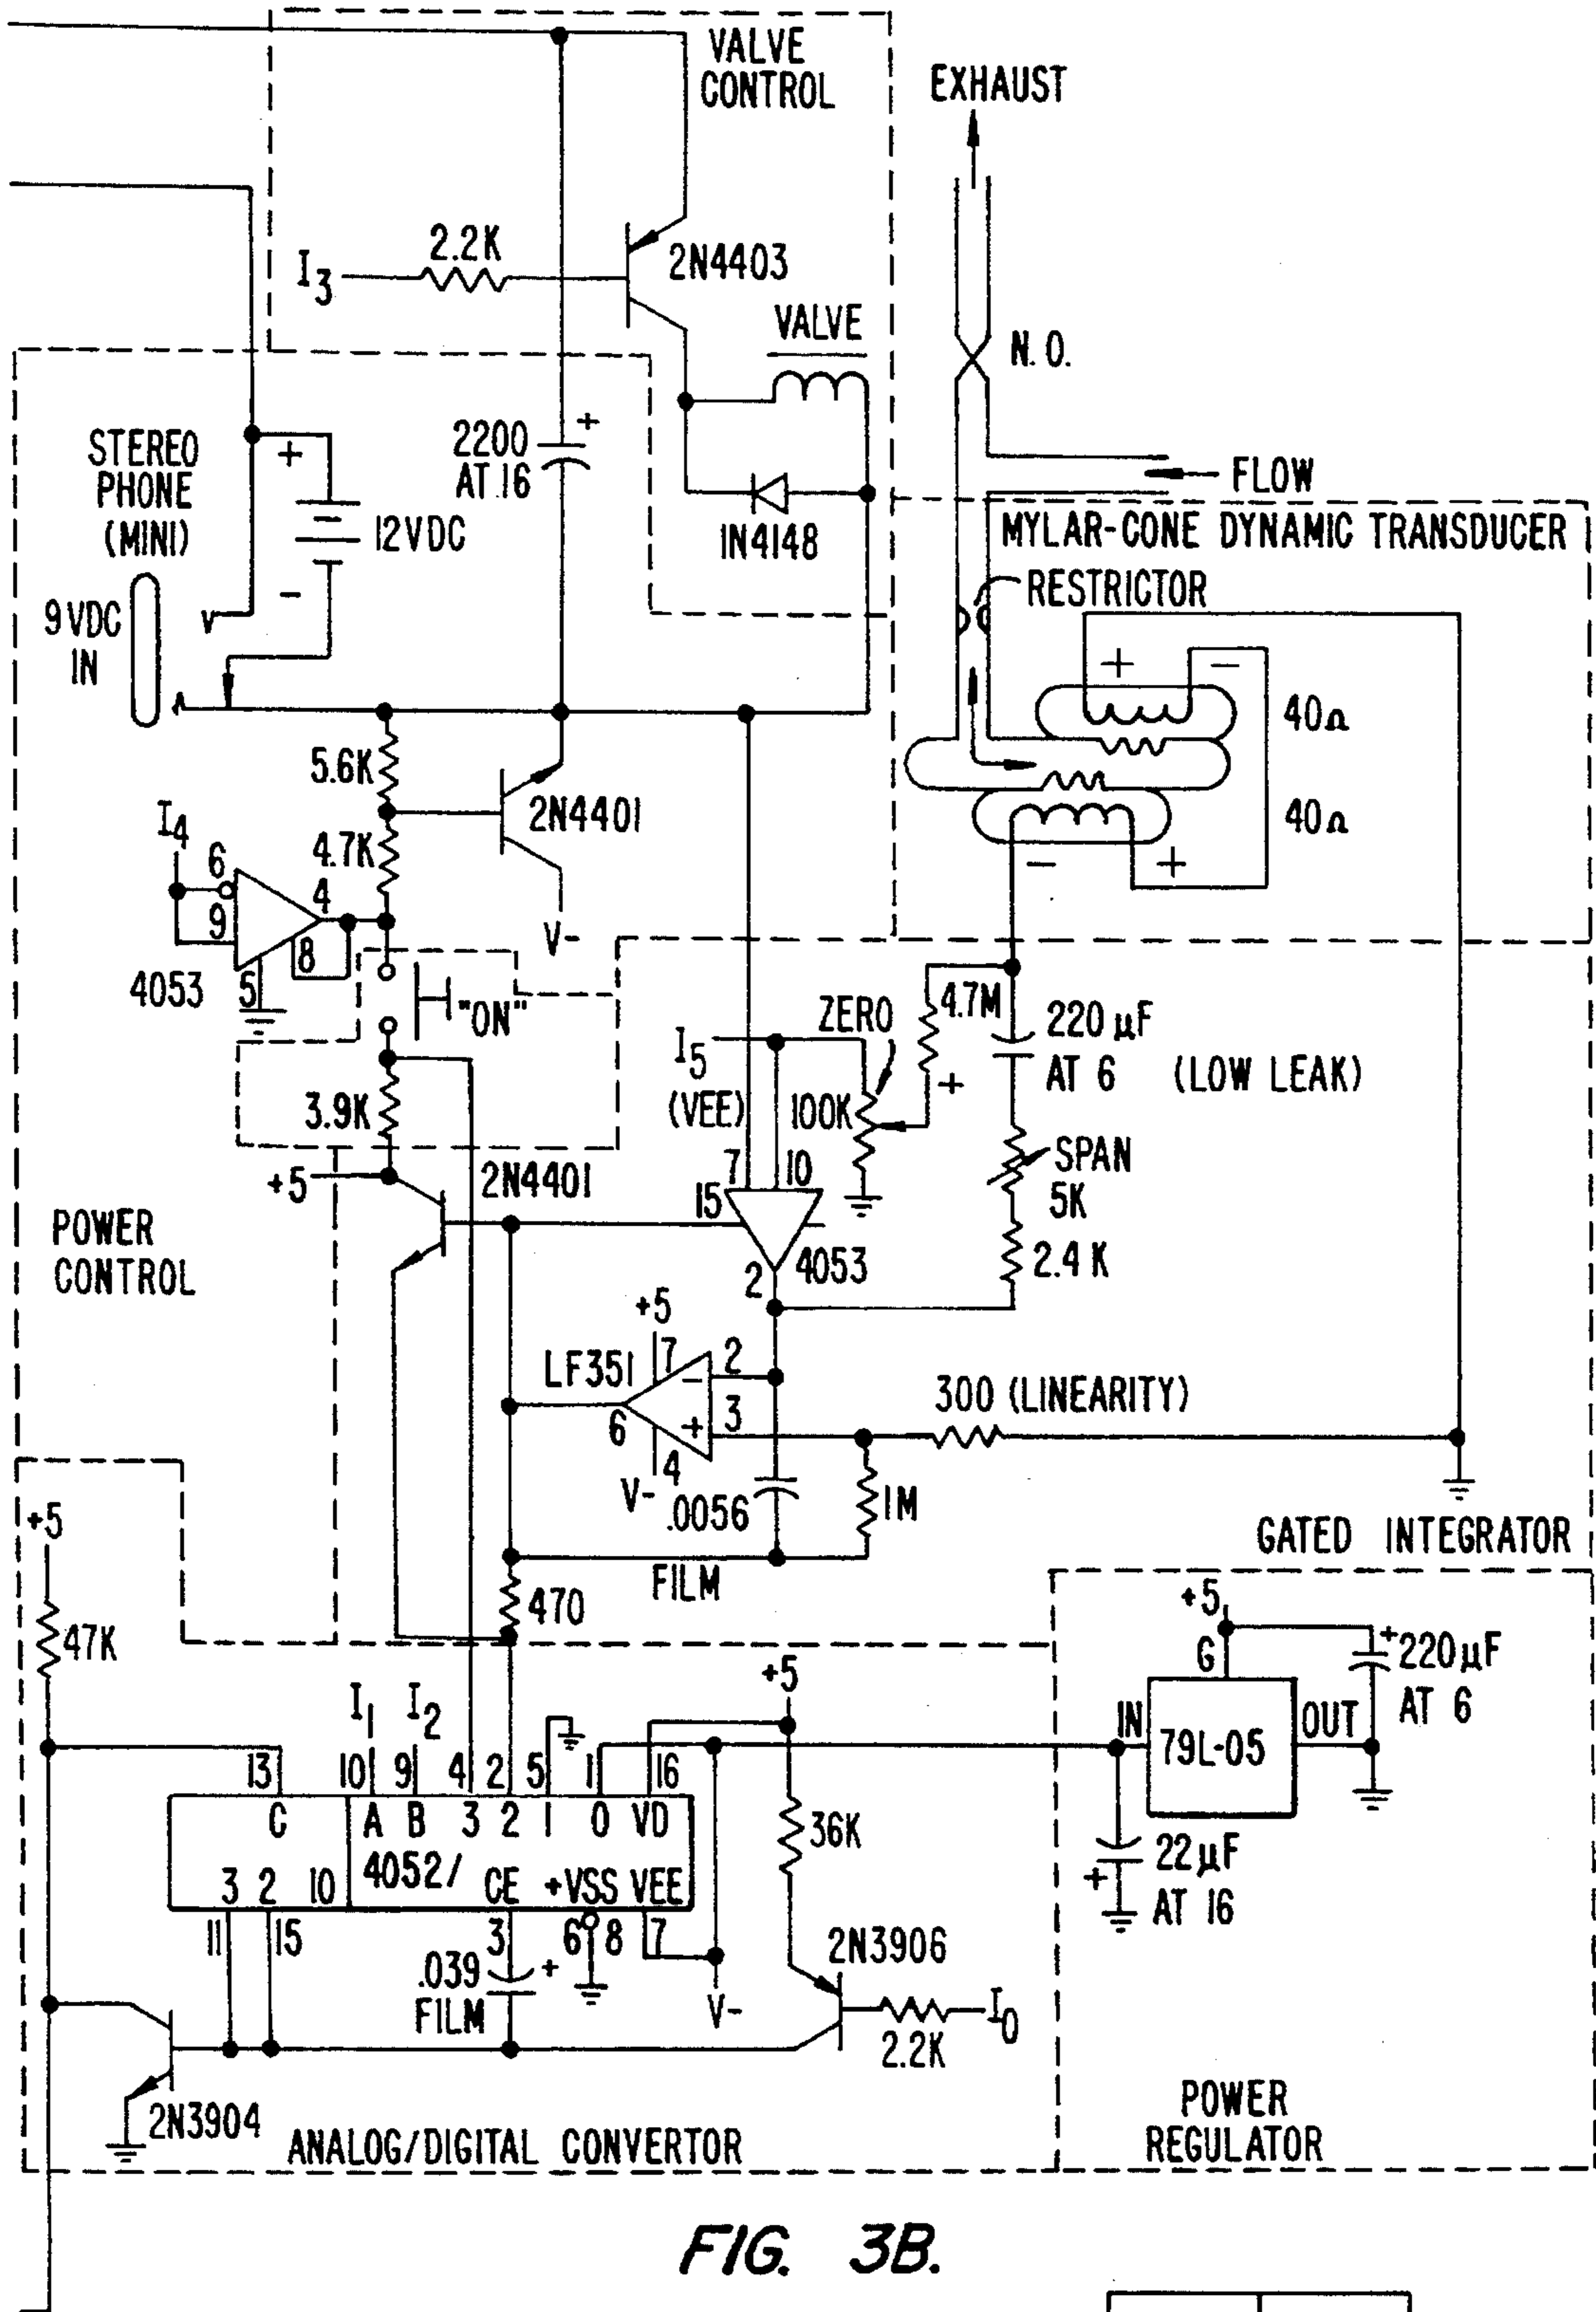 VALVE
CONTROL
EXHAUST
2.2K
I3
2N4403
VALVE
N.O.
2200
AT 16
+
STEREO
PHONE
(MINI)
+
12VDC
-
1N4148
FLOW
MYLAR-CONE DYNAMIC TRANSDUCER
RESTRICTOR
9VDC
IN
+ -
40Ω
5.6K
2N4401
40Ω
- +
I4
6
4.7K
4
9
8
V-
4053
5
"ON"
4.7M
ZERO
220 µF
AT 6 (LOW LEAK)
+
I5
(VEE)
100K
3.9K
7 10
SPAN
5K
+5
2N4401
15
4053
2
2.4 K
POWER
CONTROL
+5
7
LF351
2
-
3
+
6
4
V-
300 (LINEARITY)
.0056
1M
GATED INTEGRATOR
FILM
+5
47K
470
+5
G
+
220µF
AT 6
IN
79L-05
OUT
+5
I1 I2
13 10 9 4 2 5 1 16
C A B 3 2 1 0 VD
4052/
3 2 10 CE +VSS VEE
11 15 3 6 8 7
36K
22µF
AT 16
+
.039
FILM
+
V-
2N3906
I0
2.2K
2N3904
ANALOG/DIGITAL CONVERTOR
POWER
REGULATOR
FIG. 3B.